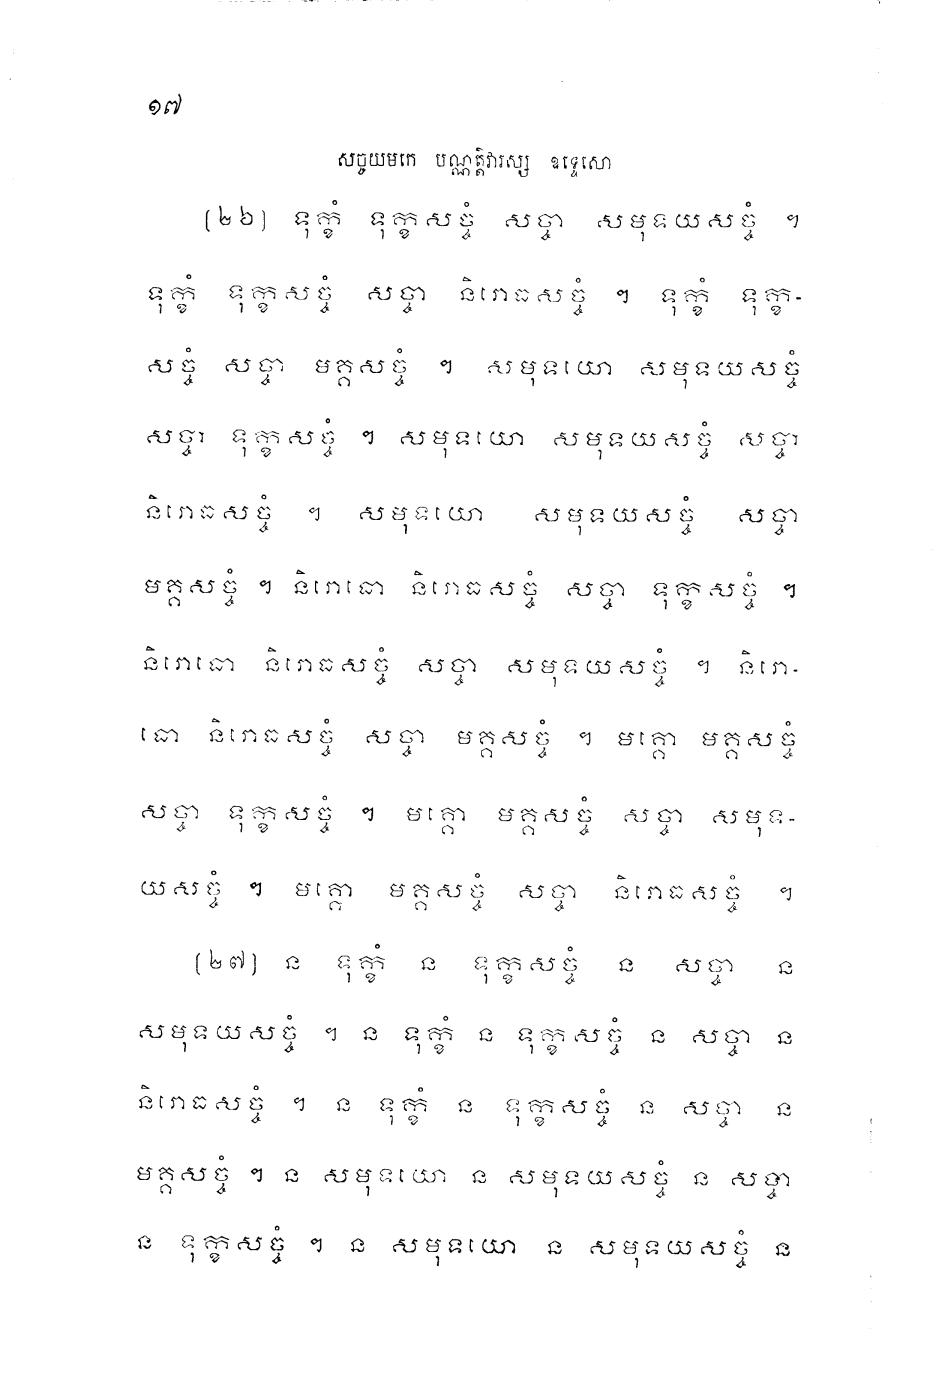 ១៧
សច្ចយមកេ បណ្ណត្តិវារស្ស ឧទ្ទេសោ
(២៦) ទុក្ខំ ទុក្ខសច្ចំ សច្ចា សមុទយសច្ចំ ។
ទុក្ខំ ទុក្ខសច្ចំ សច្ចា និរោធសច្ចំ ។ ទុក្ខំ ទុក្ខ-
សច្ចំ សច្ចា មគ្គសច្ចំ ។ សមុទយោ សមុទយសច្ចំ
សច្ចា ទុក្ខសច្ចំ ។ សមុទយោ សមុទយសច្ចំ សច្ចា
និរោធសច្ចំ ។ សមុទយោ សមុទយសច្ចំ សច្ចា
មគ្គសច្ចំ ។ និរោធោ និរោធសច្ចំ សច្ចា ទុក្ខសច្ចំ ។
និរោធោ និរោធសច្ចំ សច្ចា សមុទយសច្ចំ ។ និរោ-
ធោ និរោធសច្ចំ សច្ចា មគ្គសច្ចំ ។ មគ្គោ មគ្គសច្ចំ
សច្ចា ទុក្ខសច្ចំ ។ មគ្គោ មគ្គសច្ចំ សច្ចា សមុទ-
យសច្ចំ ។ មគ្គោ មគ្គសច្ចំ សច្ចា និរោធសច្ចំ ។
(២៧) ន ទុក្ខំ ន ទុក្ខសច្ចំ ន សច្ចា ន
សមុទយសច្ចំ ។ ន ទុក្ខំ ន ទុក្ខសច្ចំ ន សច្ចា ន
និរោធសច្ចំ ។ ន ទុក្ខំ ន ទុក្ខសច្ចំ ន សច្ចា ន
មគ្គសច្ចំ ។ ន សមុទយោ ន សមុទយសច្ចំ ន សច្ចា
ន ទុក្ខសច្ចំ ។ ន សមុទយោ ន សមុទយសច្ចំ ន